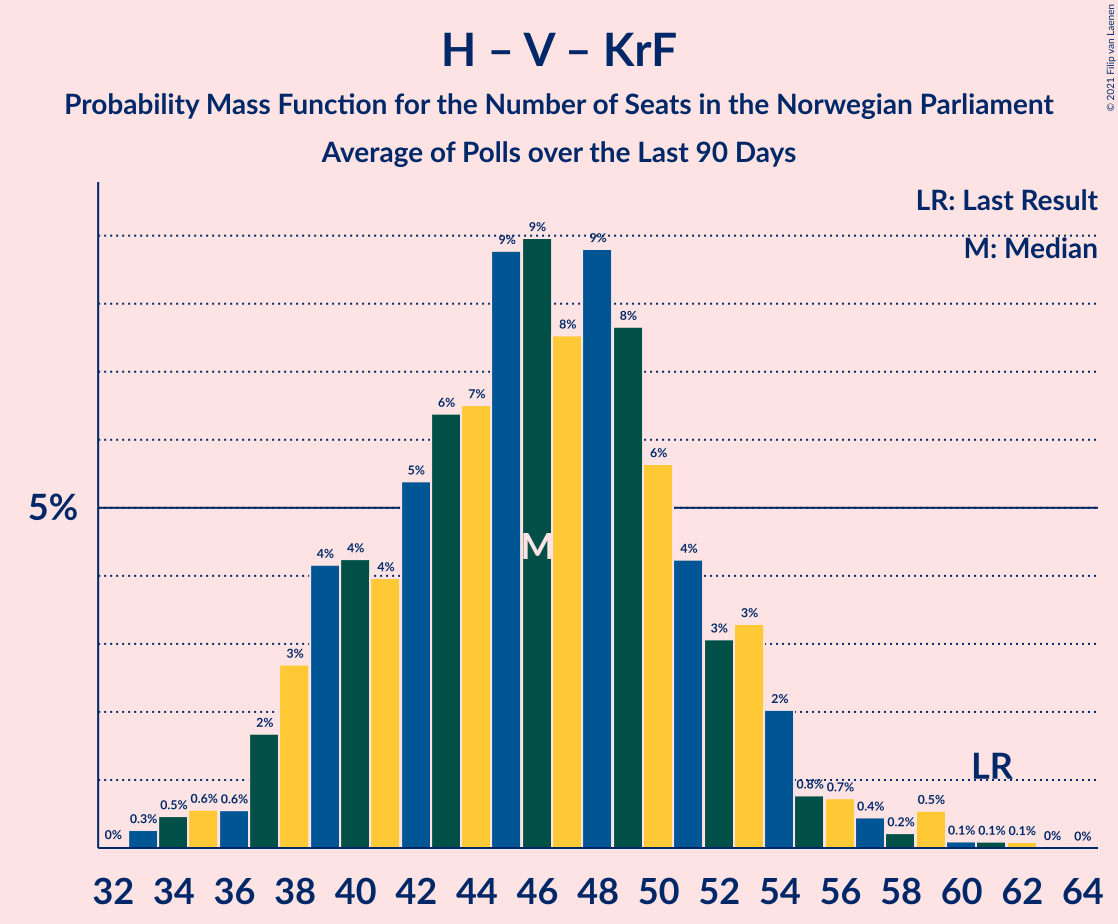 H – V – KrF
Probability Mass Function for the Number of Seats in the Norwegian Parliament
Average of Polls over the Last 90 Days
© 2021 Filip van Laenen
LR: Last Result
M: Median
5%
0% 0.3% 0.5% 0.6% 0.6% 2% 3% 4% 4% 4% 5% 6% 7% 9% 9% 8% 9% 8% 6% 4% 3% 3% 2% 0.8% 0.7% 0.4% 0.2% 0.5% 0.1% 0.1% 0.1% 0% 0%
M
LR
32 34 36 38 40 42 44 46 48 50 52 54 56 58 60 62 64